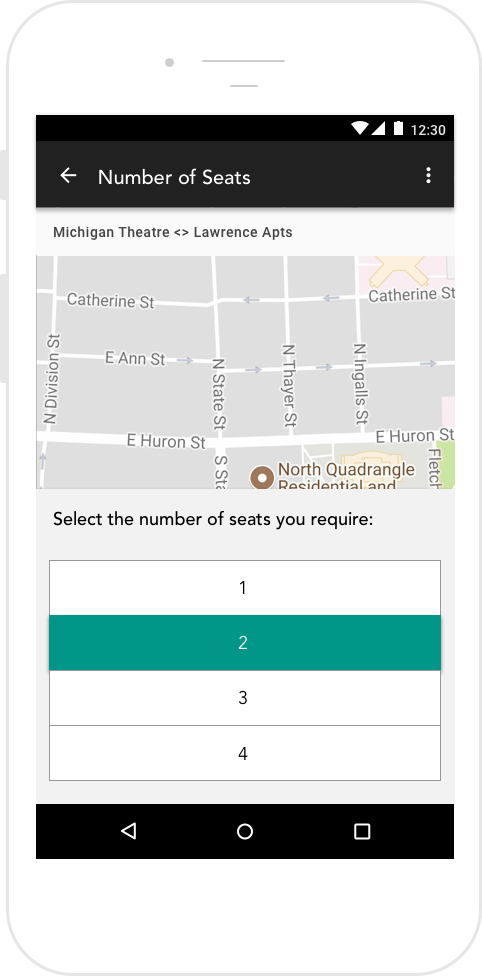 12:30
Number of Seats
Michigan Theatre <> Lawrence Apts
Catherine St
Catherine St
E Ann St
N Division St
N State St
N Thayer St
N Ingalls St
E Huron St
E Huron St
S Sta
Fletch
North Quadrangle
Residential and
Select the number of seats you require:
1
2
3
4